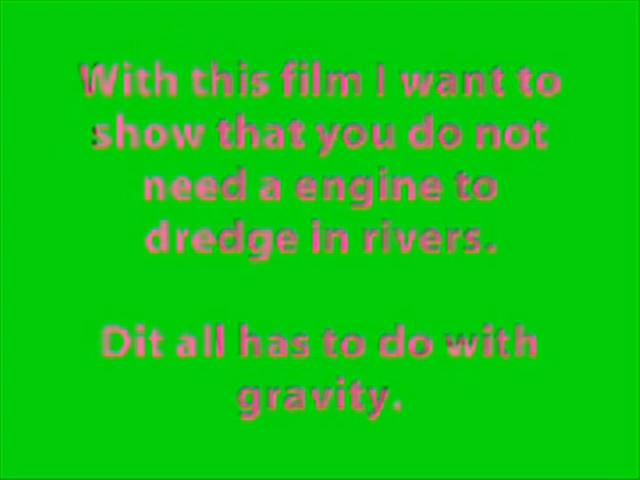 With this film I want to
show that you do not
need a engine to
dredge in rivers.
Dit all has to do with
gravity.